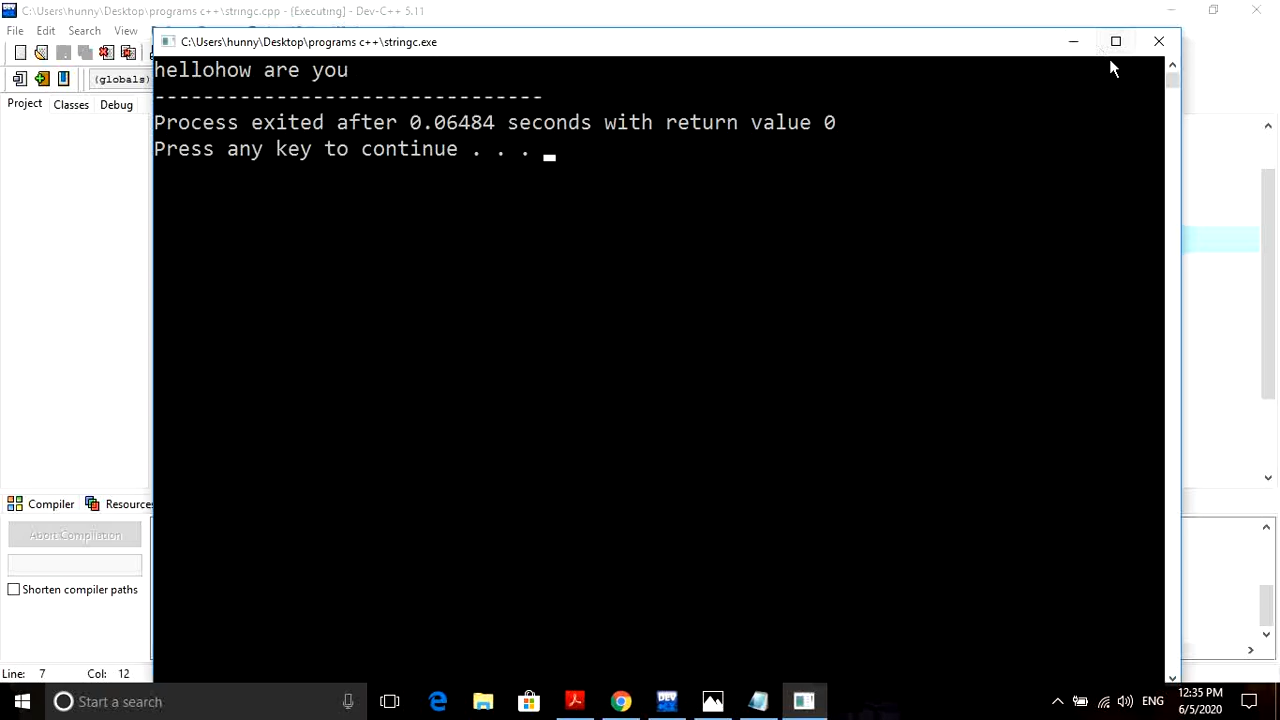 C:\Users\hunny\Desktop\programs c++\stringc.cpp - [Executing] - Dev-C++ 5.11
File Edit Search View
C:\Users\hunny\Desktop\programs c++\stringc.exe
(globals)
Project Classes Debug
hellohow are you
--------------------------------
Process exited after 0.06484 seconds with return value 0
Press any key to continue . . .
Compiler Resources
Abort Compilation
Shorten compiler paths
Line: 7 Col: 12
Start a search
DEV
ENG
12:35 PM
6/5/2020